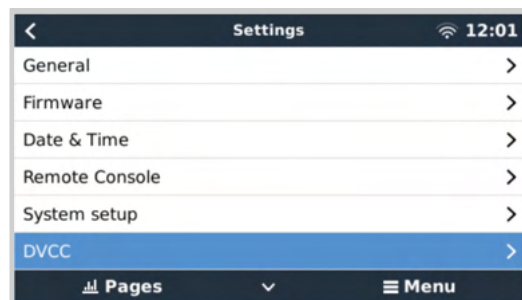 Settings 12:01
General
Firmware
Date & Time
Remote Console
System setup
DVCC
Pages Menu